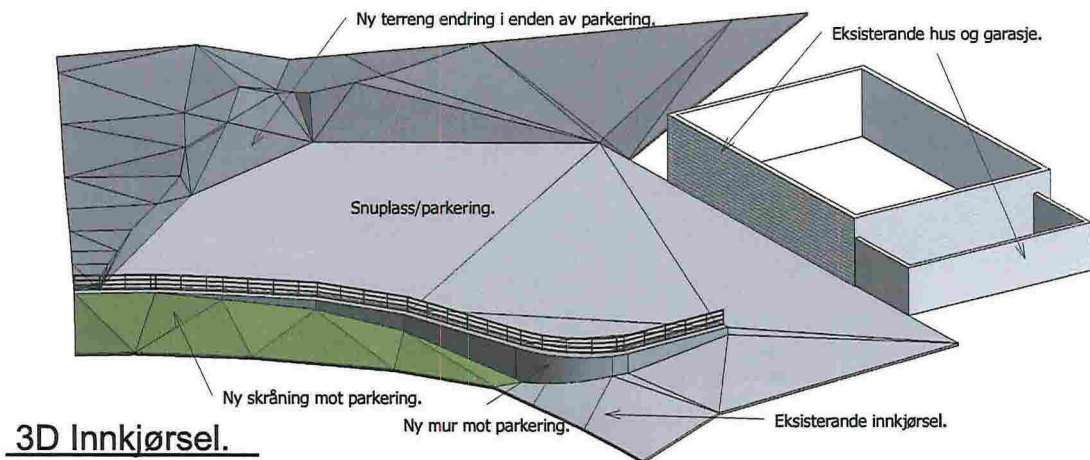 Ny terreng endring i enden av parkering.
Eksisterande hus og garasje.
Snuplass/parkering.
Ny skråning mot parkering.
Ny mur mot parkering.
Eksisterande innkjørsel.
3D Innkjørsel.